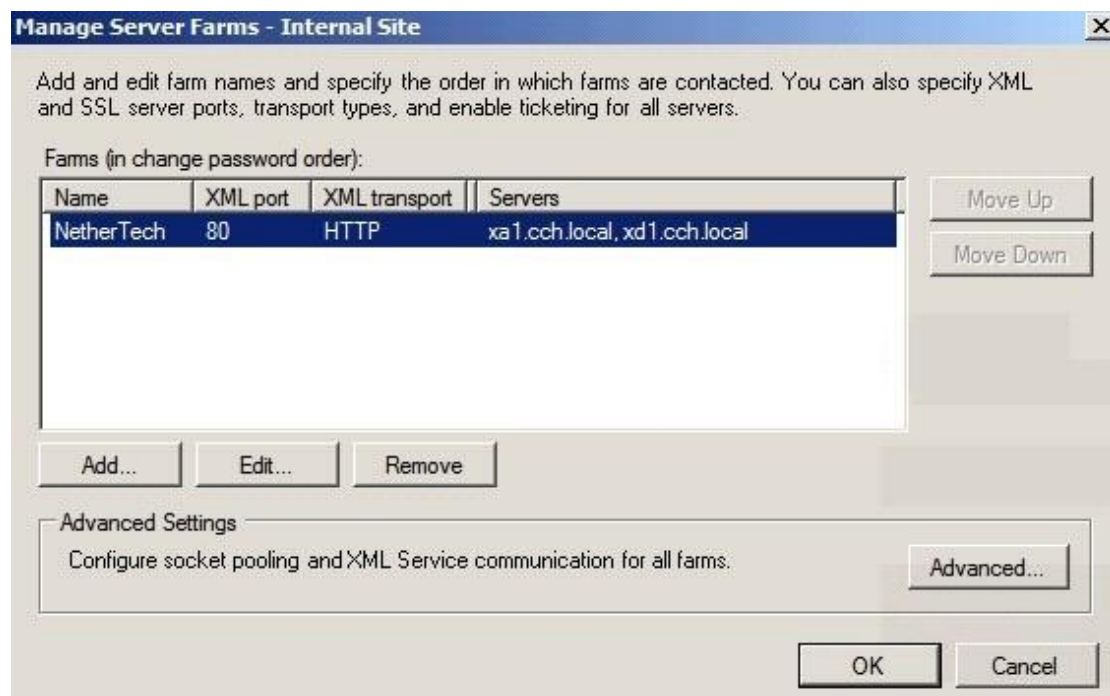 Manage Server Farms - Internal Site
Add and edit farm names and specify the order in which farms are contacted. You can also specify XML
and SSL server ports, transport types, and enable ticketing for all servers.
Farms (in change password order):
Name XML port XML transport Servers
NetherTech 80 HTTP xa1.cch.local, xd1.cch.local
Move Up
Move Down
Add... Edit... Remove
Advanced Settings
Configure socket pooling and XML Service communication for all farms.
Advanced...
OK Cancel